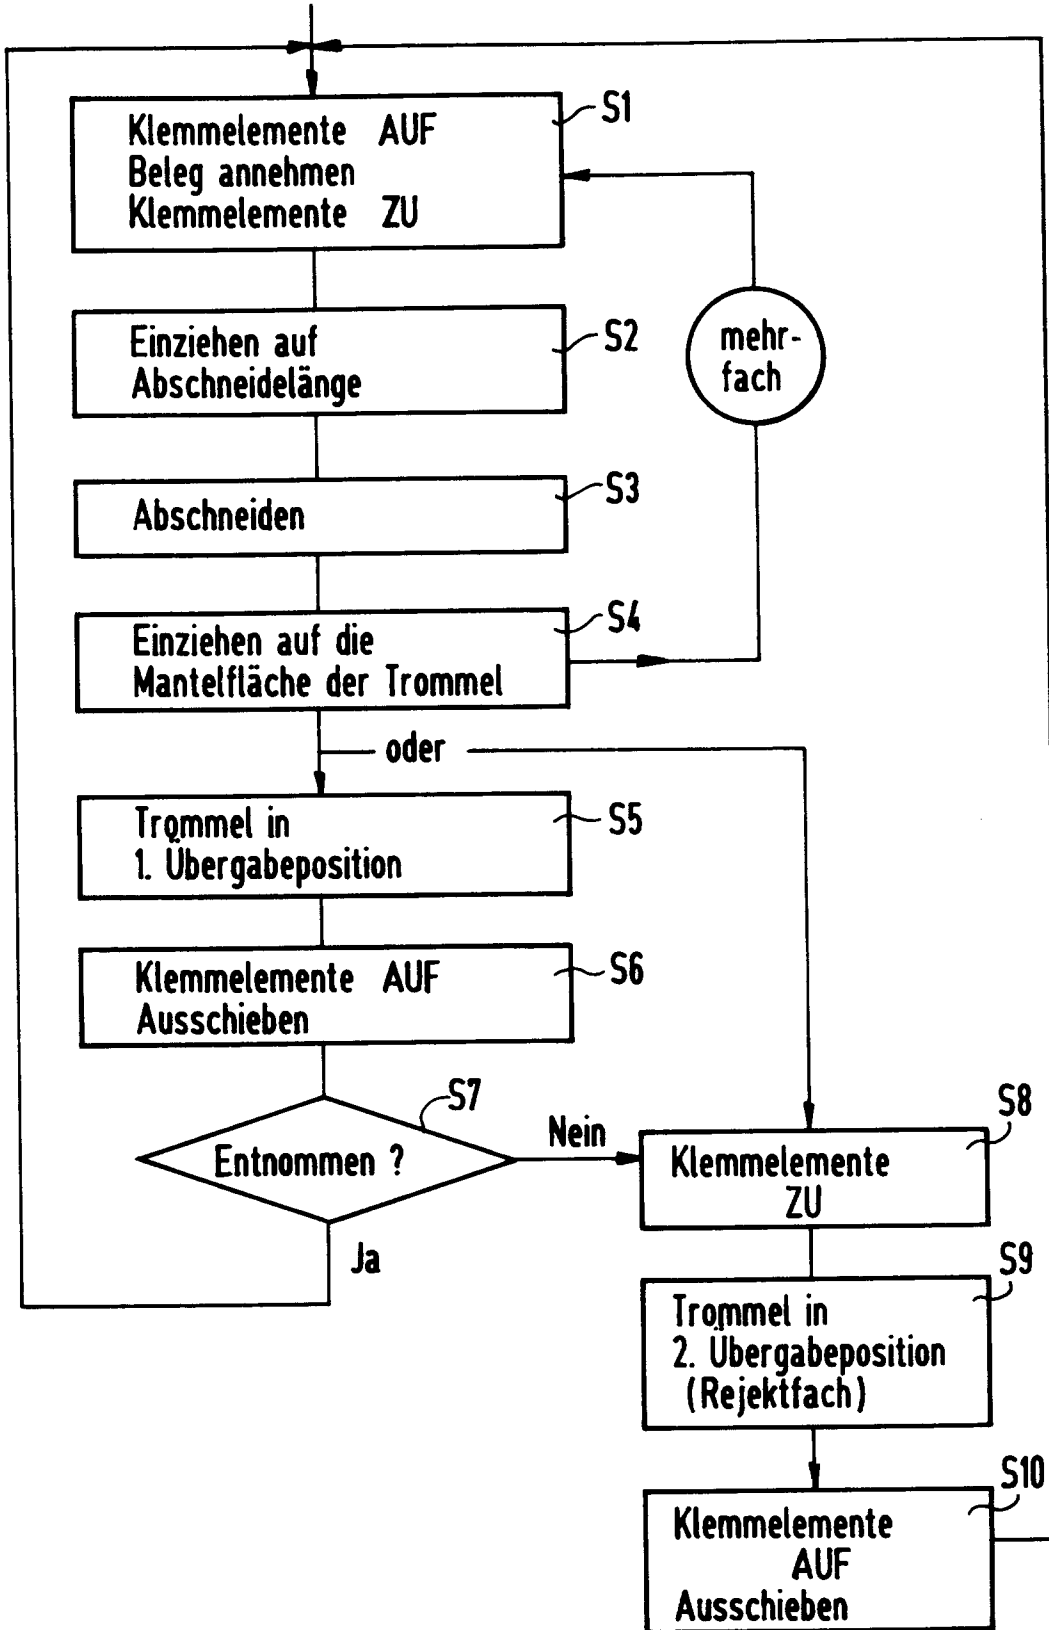 S1
Klemmelemente AUF
Beleg annehmen
Klemmelemente ZU
S2
Einziehen auf
Abschneidelänge
mehr-
fach
S3
Abschneiden
S4
Einziehen auf die
Mantelfläche der Trommel
oder
S5
Trommel in
1. Übergabeposition
S6
Klemmelemente AUF
Ausschieben
S7
Entnommen ?
Nein
Ja
S8
Klemmelemente
ZU
S9
Trommel in
2. Übergabeposition
(Rejektfach)
S10
Klemmelemente
AUF
Ausschieben